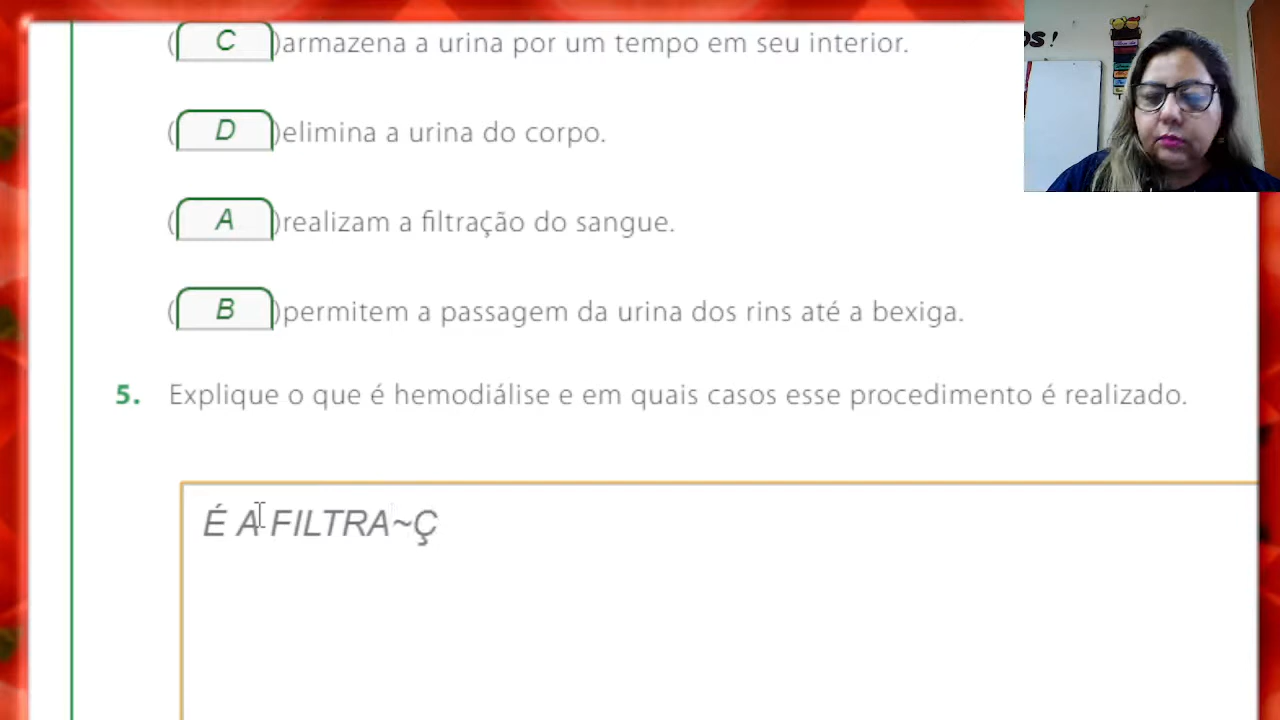 ( C )armazena a urina por um tempo em seu interior.
( D )elimina a urina do corpo.
( A )realizam a filtração do sangue.
( B )permitem a passagem da urina dos rins até a bexiga.
5. Explique o que é hemodiálise e em quais casos esse procedimento é realizado.
É A FILTRA~Ç
OS!